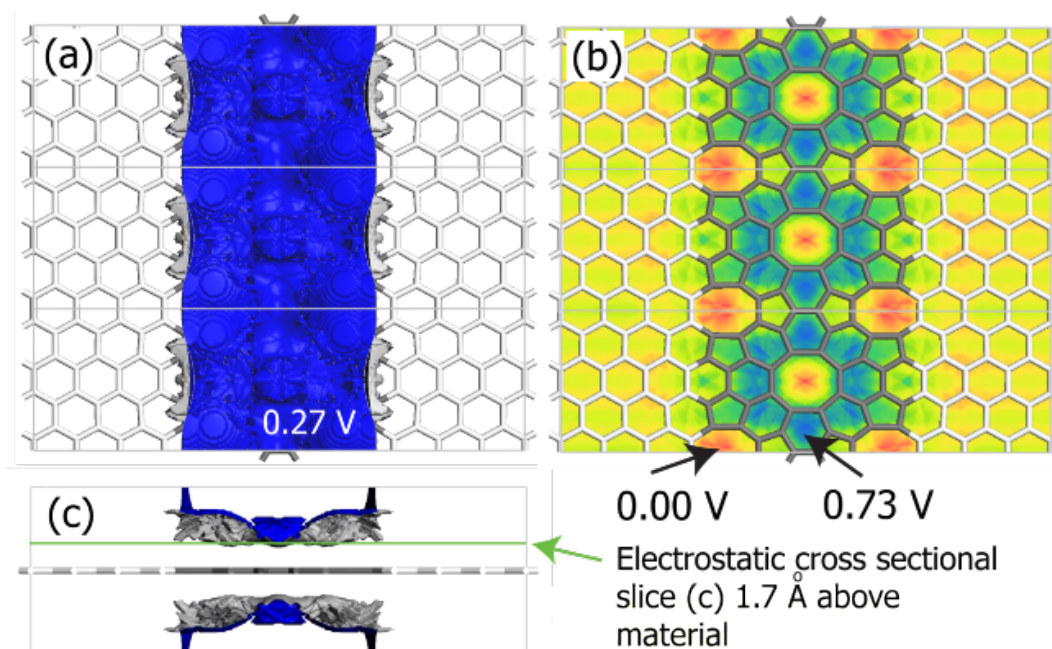 (a)
(b)
0.27 V
(c)
0.00 V
0.73 V
Electrostatic cross sectional
slice (c) 1.7 Å above
material